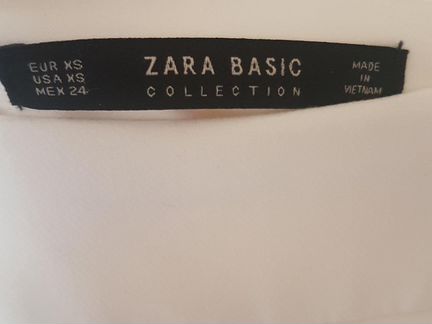 EUR XS
USA XS
MEX 24
ZARA BASIC
COLLECTION
MADE
IN
VIETNAM